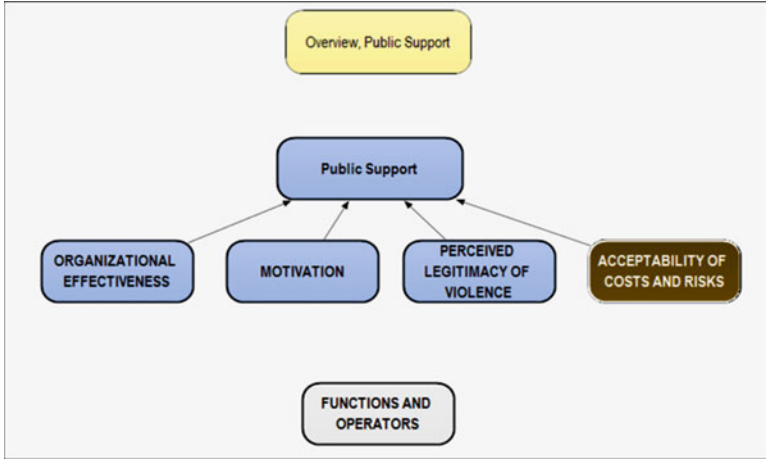 Overview, Public Support
Public Support
ORGANIZATIONAL
EFFECTIVENESS
MOTIVATION
PERCEIVED
LEGITIMACY OF
VIOLENCE
ACCEPTABILITY OF
COSTS AND RISKS
FUNCTIONS AND
OPERATORS